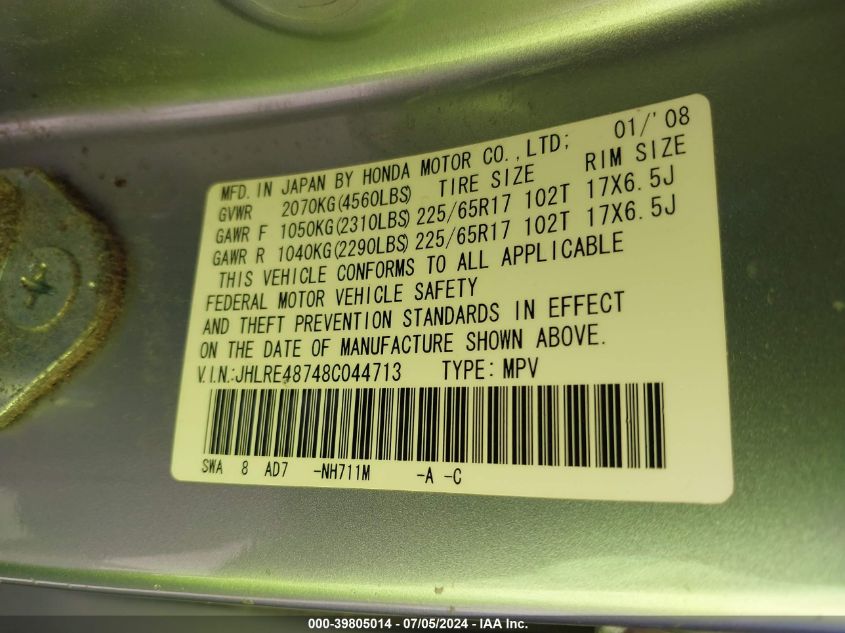 MFD. IN JAPAN BY HONDA MOTOR CO., LTD; 01/'08
GVWR 2070KG(4560LBS) TIRE SIZE RIM SIZE
GAWR F 1050KG(2310LBS) 225/65R17 102T 17X6.5J
GAWR R 1040KG(2290LBS) 225/65R17 102T 17X6.5J
THIS VEHICLE CONFORMS TO ALL APPLICABLE
FEDERAL MOTOR VEHICLE SAFETY
AND THEFT PREVENTION STANDARDS IN EFFECT
ON THE DATE OF MANUFACTURE SHOWN ABOVE.
V.I.N.:JHLRE48748C044713 TYPE: MPV
SWA 8 AD7 -NH711M -A -C
000-39805014 - 07/05/2024 - IAA Inc.